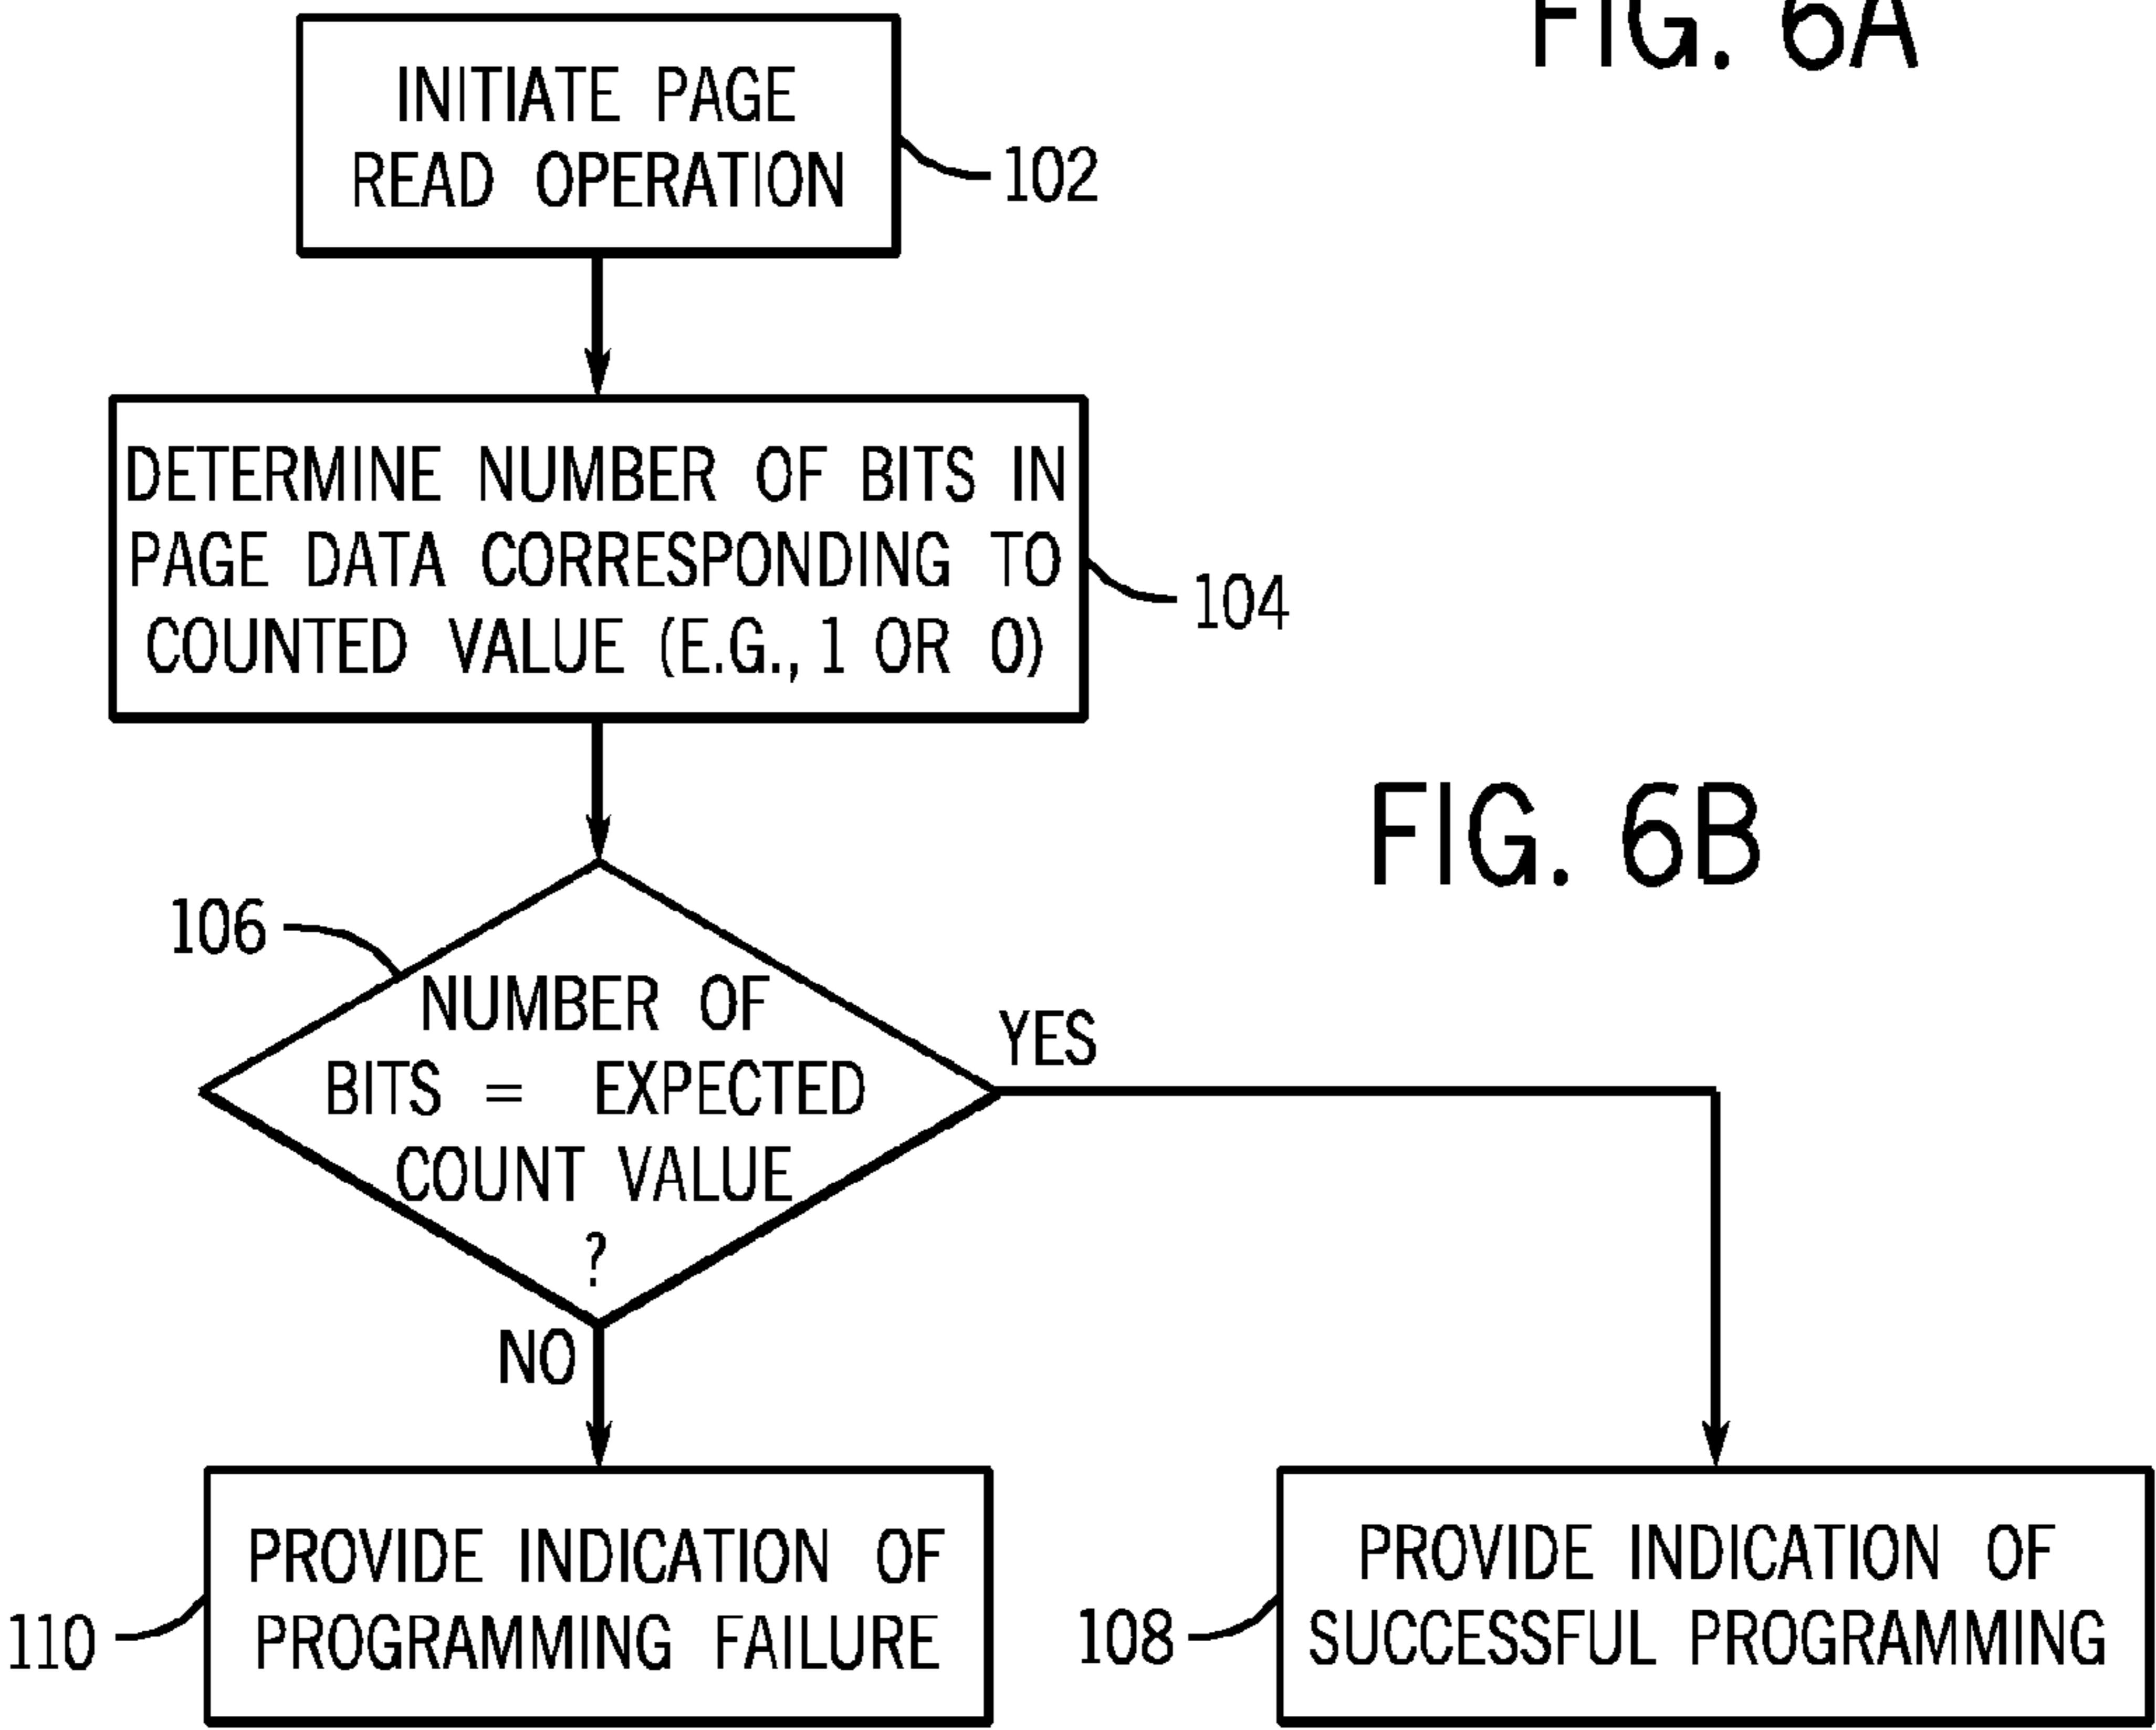 FIG. 6A
INITIATE PAGE
READ OPERATION
102
DETERMINE NUMBER OF BITS IN
PAGE DATA CORRESPONDING TO
COUNTED VALUE (E.G., 1 OR 0)
104
FIG. 6B
106
NUMBER OF
BITS = EXPECTED
COUNT VALUE
?
YES
NO
PROVIDE INDICATION OF
PROGRAMMING FAILURE
110
PROVIDE INDICATION OF
SUCCESSFUL PROGRAMMING
108